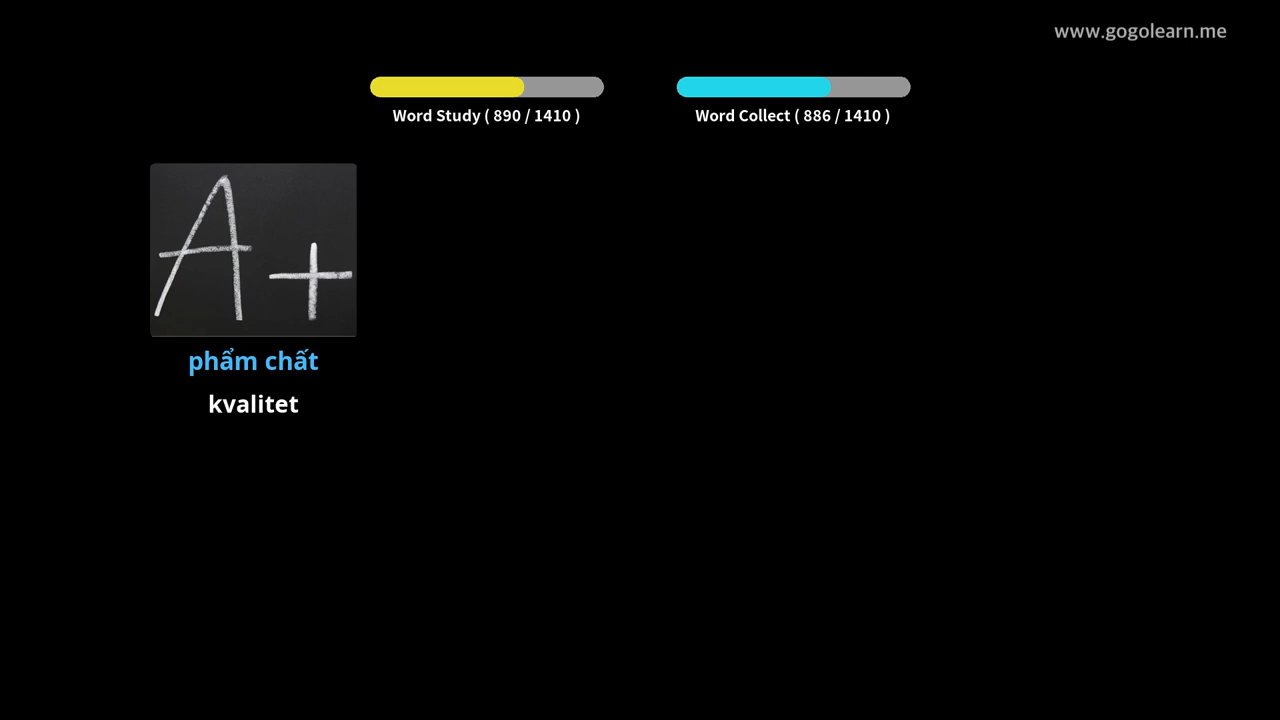 www.gogolearn.me
Word Study ( 890 / 1410 )
Word Collect ( 886 / 1410 )
A+
phẩm chất
kvalitet